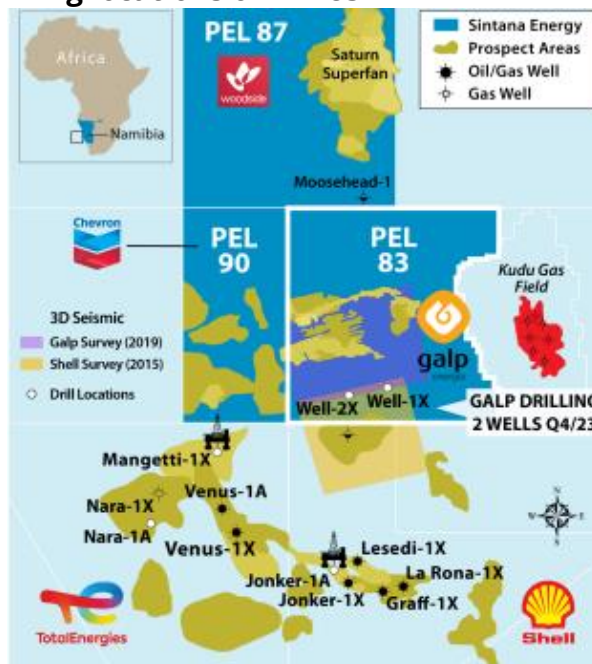 PEL 87
woodside
Saturn
Superfan
Sintana Energy
Prospect Areas
Oil/Gas Well
Gas Well
Africa
Namibia
Moosehead-1
Chevron
PEL
90
PEL
83
Kudu Gas
Field
3D Seismic
Galp Survey (2019)
Shell Survey (2015)
Drill Locations
galp
Well-2X
Well-1X
GALP DRILLING
2 WELLS Q4/23
Mangetti-1X
Nara-1X
Venus-1A
Nara-1A
Venus-1X
Lesedi-1X
Jonker-1A
La Rona-1X
Jonker-1X
Graff-1X
TotalEnergies
Shell
W
E